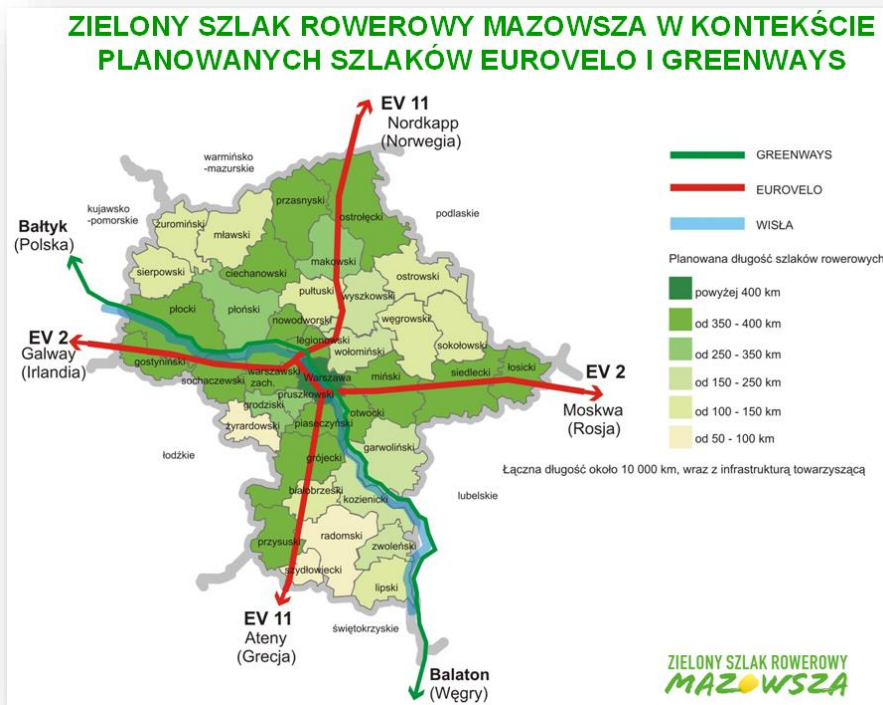 ZIELONY SZLAK ROWEROWY MAZOWSZA W KONTEKŚCIE
PLANOWANYCH SZLAKÓW EUROVELO I GREENWAYS
EV 11
Nordkapp
(Norwegia)
warmińsko
-mazurskie
kujawsko
-pomorskie
podlaskie
Bałtyk
(Polska)
EV 2
Galway
(Irlandia)
przasnyski
ostrołęcki
żuromiński
mławski
makowski
sierpowski
ciechanowski
ostrowski
pułtuski
wyszkowski
płocki
płoński
nowodworski
węgrowski
legionowski
sokołowski
wołomiński
gostyniński
sochaczewski
warszawski
zach.
Warszawa
miński
siedlecki
łosicki
pruszkowski
grodziski
otwocki
żyrardowski
piaseczyński
garwoliński
grójecki
białobrzeski
kozienicki
radomski
przysuski
zwoleński
szydłowiecki
lipski
łódzkie
lubelskie
świętokrzyskie
EV 2
Moskwa
(Rosja)
EV 11
Ateny
(Grecja)
Balaton
(Węgry)
GREENWAYS
EUROVELO
WISŁA
Planowana długość szlaków rowerowych
powyżej 400 km
od 350 - 400 km
od 250 - 350 km
od 150 - 250 km
od 100 - 150 km
od 50 - 100 km
Łączna długość około 10 000 km, wraz z infrastrukturą towarzyszącą
ZIELONY SZLAK ROWEROWY
MAZOWSZA